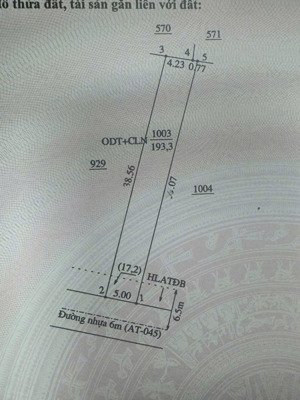 lô thửa đất, tài sản gắn liền với đất:
570
571
3
4
5
4.23 0.77
ODT+CLN 1003
193,3
929
38.56
1004
(17,2)
HLATĐB
2
5.00
1
6.5m
Đường nhựa 6m (AT-045)